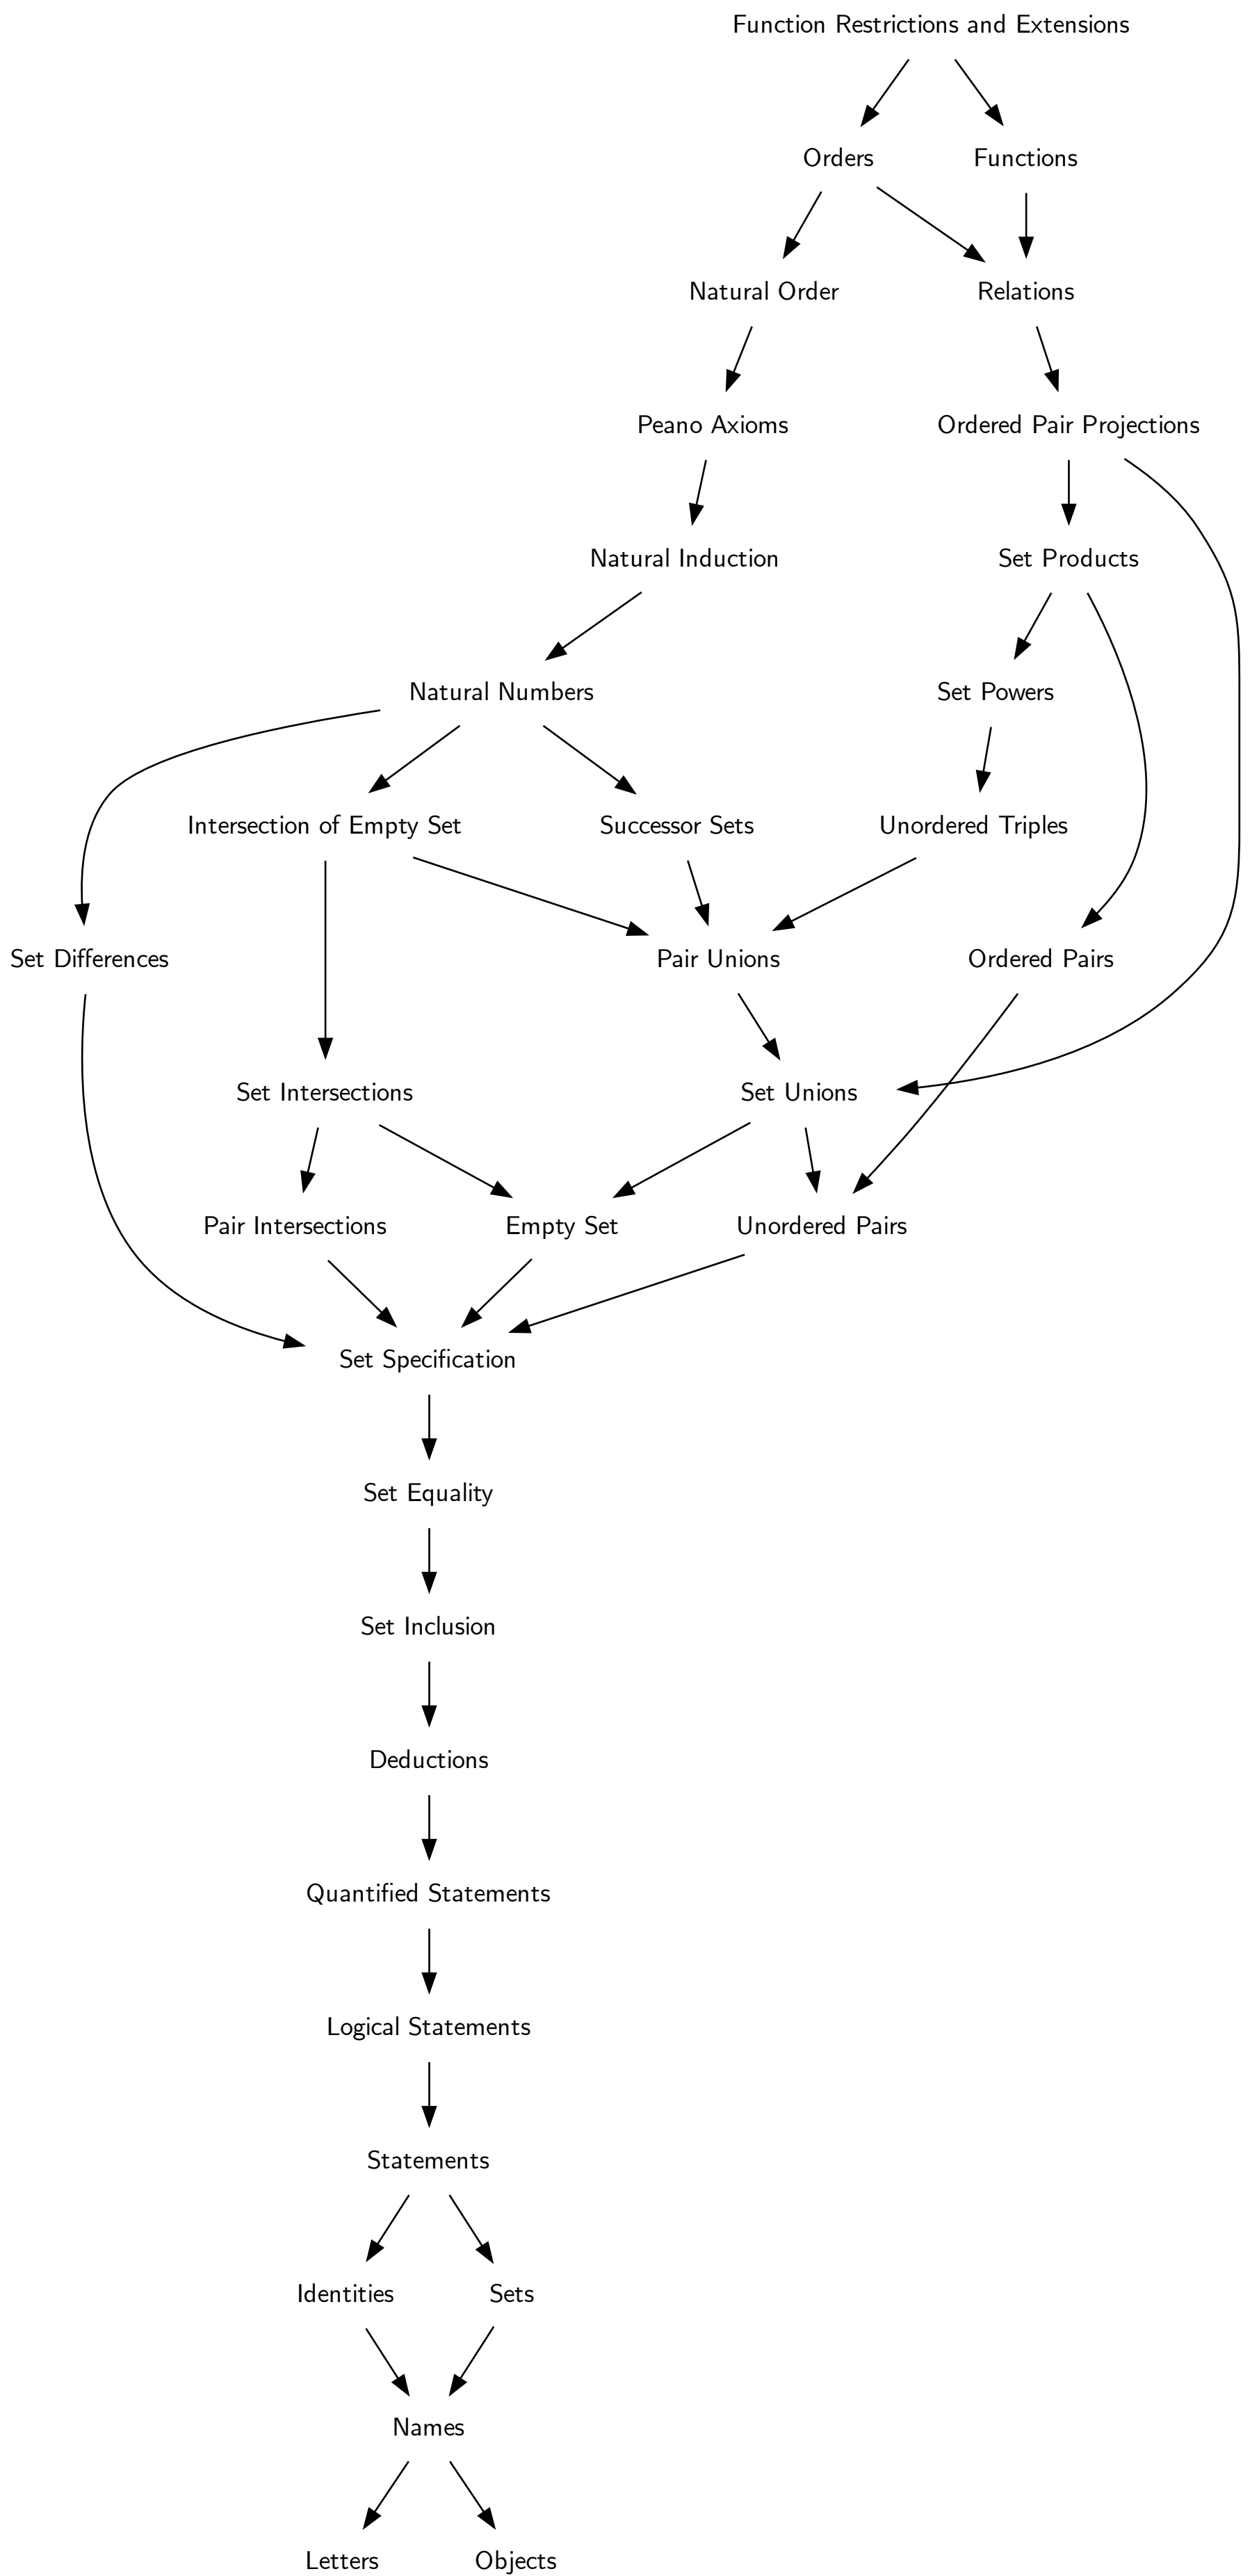 Function Restrictions and Extensions
Orders
Functions
Natural Order
Relations
Peano Axioms
Ordered Pair Projections
Natural Induction
Set Products
Natural Numbers
Set Powers
Intersection of Empty Set
Successor Sets
Unordered Triples
Set Differences
Pair Unions
Ordered Pairs
Set Intersections
Set Unions
Pair Intersections
Empty Set
Unordered Pairs
Set Specification
Set Equality
Set Inclusion
Deductions
Quantified Statements
Logical Statements
Statements
Identities
Sets
Names
Letters
Objects